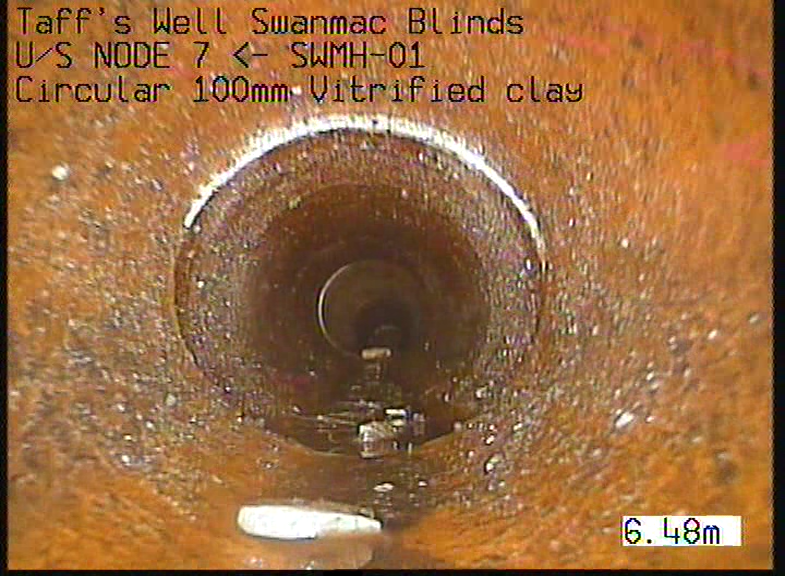 Taff's Well Swanmac Blinds
U/S NODE 7 <- SWMH-01
Circular 100mm Vitrified clay
6.48m